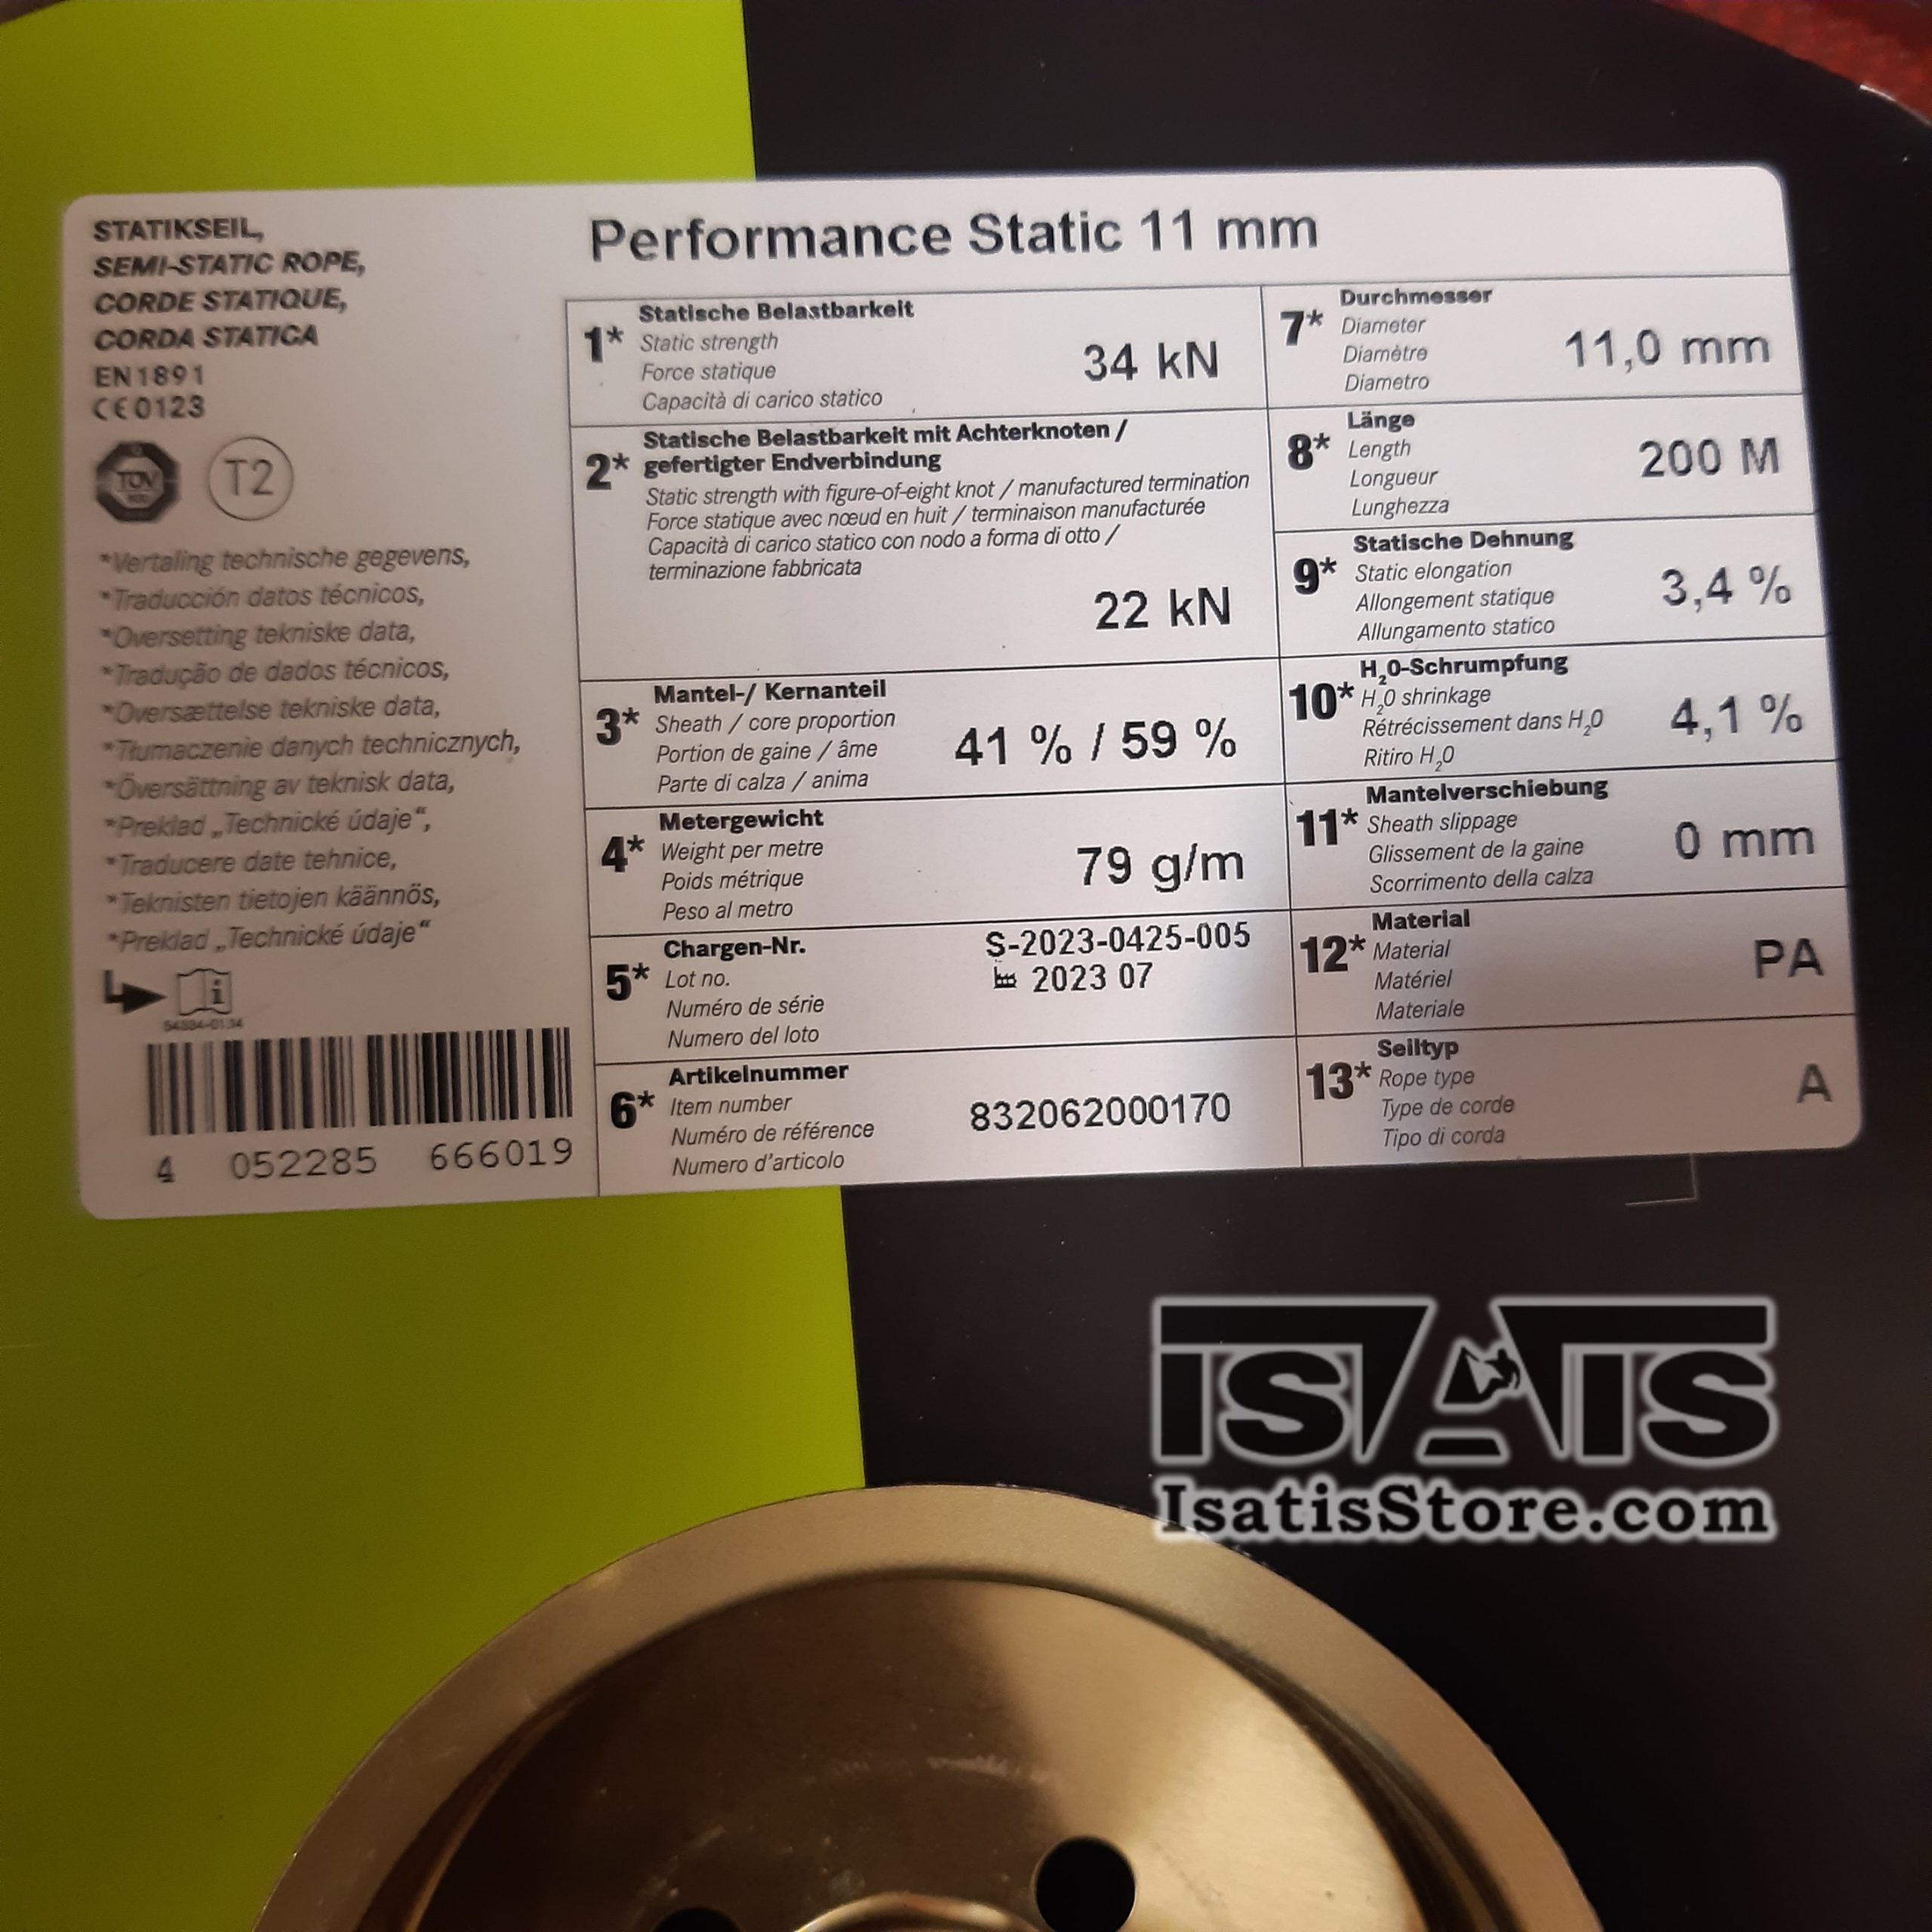 STATIKSEIL,
SEMI-STATIC ROPE,
CORDE STATIQUE,
CORDA STATICA
EN1891
CE0123
TÜV
T2
*Vertaling technische gegevens,
*Traducción datos técnicos,
*Oversetting tekniske data,
*Tradução de dados técnicos,
*Oversættelse tekniske data,
*Tłumaczenie danych technicznych,
*Översättning av teknisk data,
*Preklad „Technické údaje“,
*Traducere date tehnice,
*Teknisten tietojen käännös,
*Preklad „Technické údaje“
i
4 052285 666019
Performance Static 11 mm
1* Statische Belastbarkeit
Static strength
Force statique
Capacità di carico statico
34 kN
2* Statische Belastbarkeit mit Achterknoten /
gefertigter Endverbindung
Static strength with figure-of-eight knot / manufactured termination
Force statique avec nœud en huit / terminaison manufacturée
Capacità di carico statico con nodo a forma di otto /
terminazione fabbricata
22 kN
3* Mantel-/ Kernanteil
Sheath / core proportion
Portion de gaine / âme
Parte di calza / anima
41 % / 59 %
4* Metergewicht
Weight per metre
Poids métrique
Peso al metro
79 g/m
5* Chargen-Nr.
Lot no.
Numéro de série
Numero del loto
S-2023-0425-005
2023 07
6* Artikelnummer
Item number
Numéro de référence
Numero d'articolo
832062000170
7* Durchmesser
Diameter
Diamètre
Diametro
11,0 mm
8* Länge
Length
Longueur
Lunghezza
200 M
9* Statische Dehnung
Static elongation
Allongement statique
Allungamento statico
3,4 %
10* H₂0-Schrumpfung
H₂0 shrinkage
Rétrécissement dans H₂0
Ritiro H₂0
4,1 %
11* Mantelverschiebung
Sheath slippage
Glissement de la gaine
Scorrimento della calza
0 mm
12* Material
Material
Matériel
Materiale
PA
13* Seiltyp
Rope type
Type de corde
Tipo di corda
A
ISATIS
IsatisStore.com